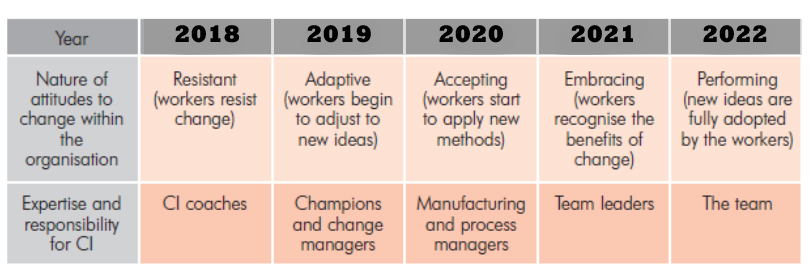 Year
2018
2019
2020
2021
2022
Nature of
attitudes to
change within
the
organisation
Resistant
(workers resist
change)
Adaptive
(workers begin
to adjust to
new ideas)
Accepting
(workers start
to apply new
methods)
Embracing
(workers
recognise the
benefits of
change)
Performing
(new ideas are
fully adopted
by the workers)
Expertise and
responsibility
for CI
CI coaches
Champions
and change
managers
Manufacturing
and process
managers
Team leaders
The team